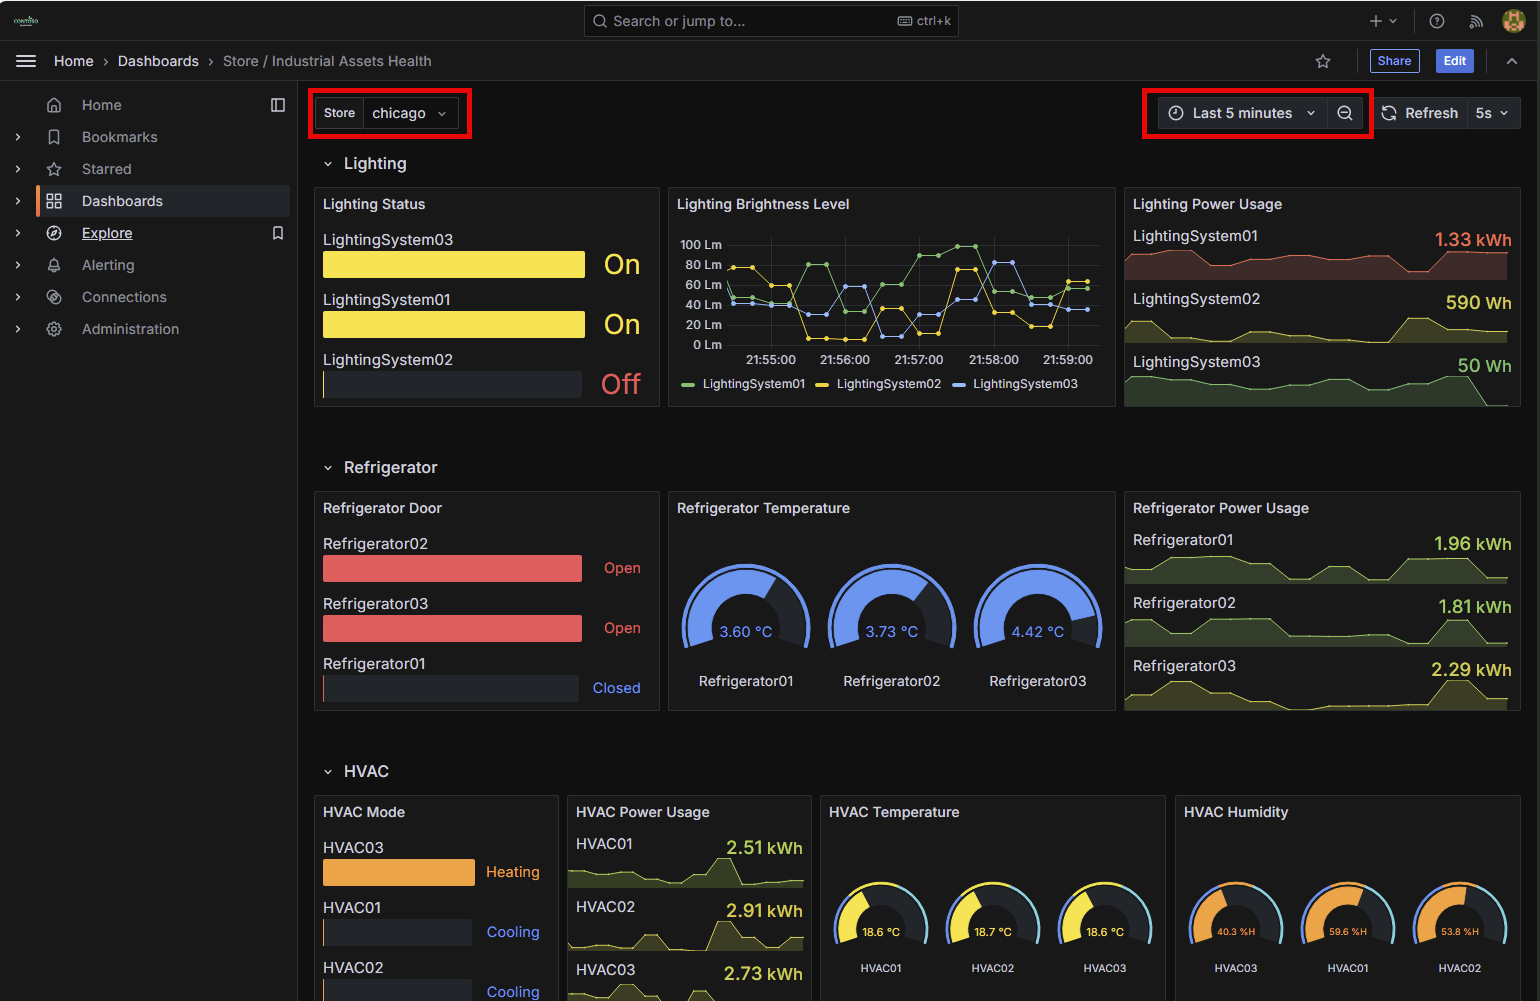 CONTOSO
Search or jump to... ctrl+k
Home › Dashboards › Store / Industrial Assets Health
Share Edit
Home
Bookmarks
Starred
Dashboards
Explore
Alerting
Connections
Administration
Store chicago
Last 5 minutes Refresh 5s
Lighting
Lighting Status
LightingSystem03
On
LightingSystem01
On
LightingSystem02
Off
Lighting Brightness Level
100 Lm
80 Lm
60 Lm
40 Lm
20 Lm
0 Lm
21:55:00 21:56:00 21:57:00 21:58:00 21:59:00
LightingSystem01 LightingSystem02 LightingSystem03
Lighting Power Usage
LightingSystem01
1.33 kWh
LightingSystem02
590 Wh
LightingSystem03
50 Wh
Refrigerator
Refrigerator Door
Refrigerator02
Open
Refrigerator03
Open
Refrigerator01
Closed
Refrigerator Temperature
3.60 °C 3.73 °C 4.42 °C
Refrigerator01 Refrigerator02 Refrigerator03
Refrigerator Power Usage
Refrigerator01
1.96 kWh
Refrigerator02
1.81 kWh
Refrigerator03
2.29 kWh
HVAC
HVAC Mode
HVAC03
Heating
HVAC01
Cooling
HVAC02
Cooling
HVAC Power Usage
HVAC01
2.51 kWh
HVAC02
2.91 kWh
HVAC03
2.73 kWh
HVAC Temperature
18.6 °C 18.7 °C 18.6 °C
HVAC01 HVAC02 HVAC03
HVAC Humidity
40.3 %H 59.6 %H 53.8 %H
HVAC03 HVAC01 HVAC02